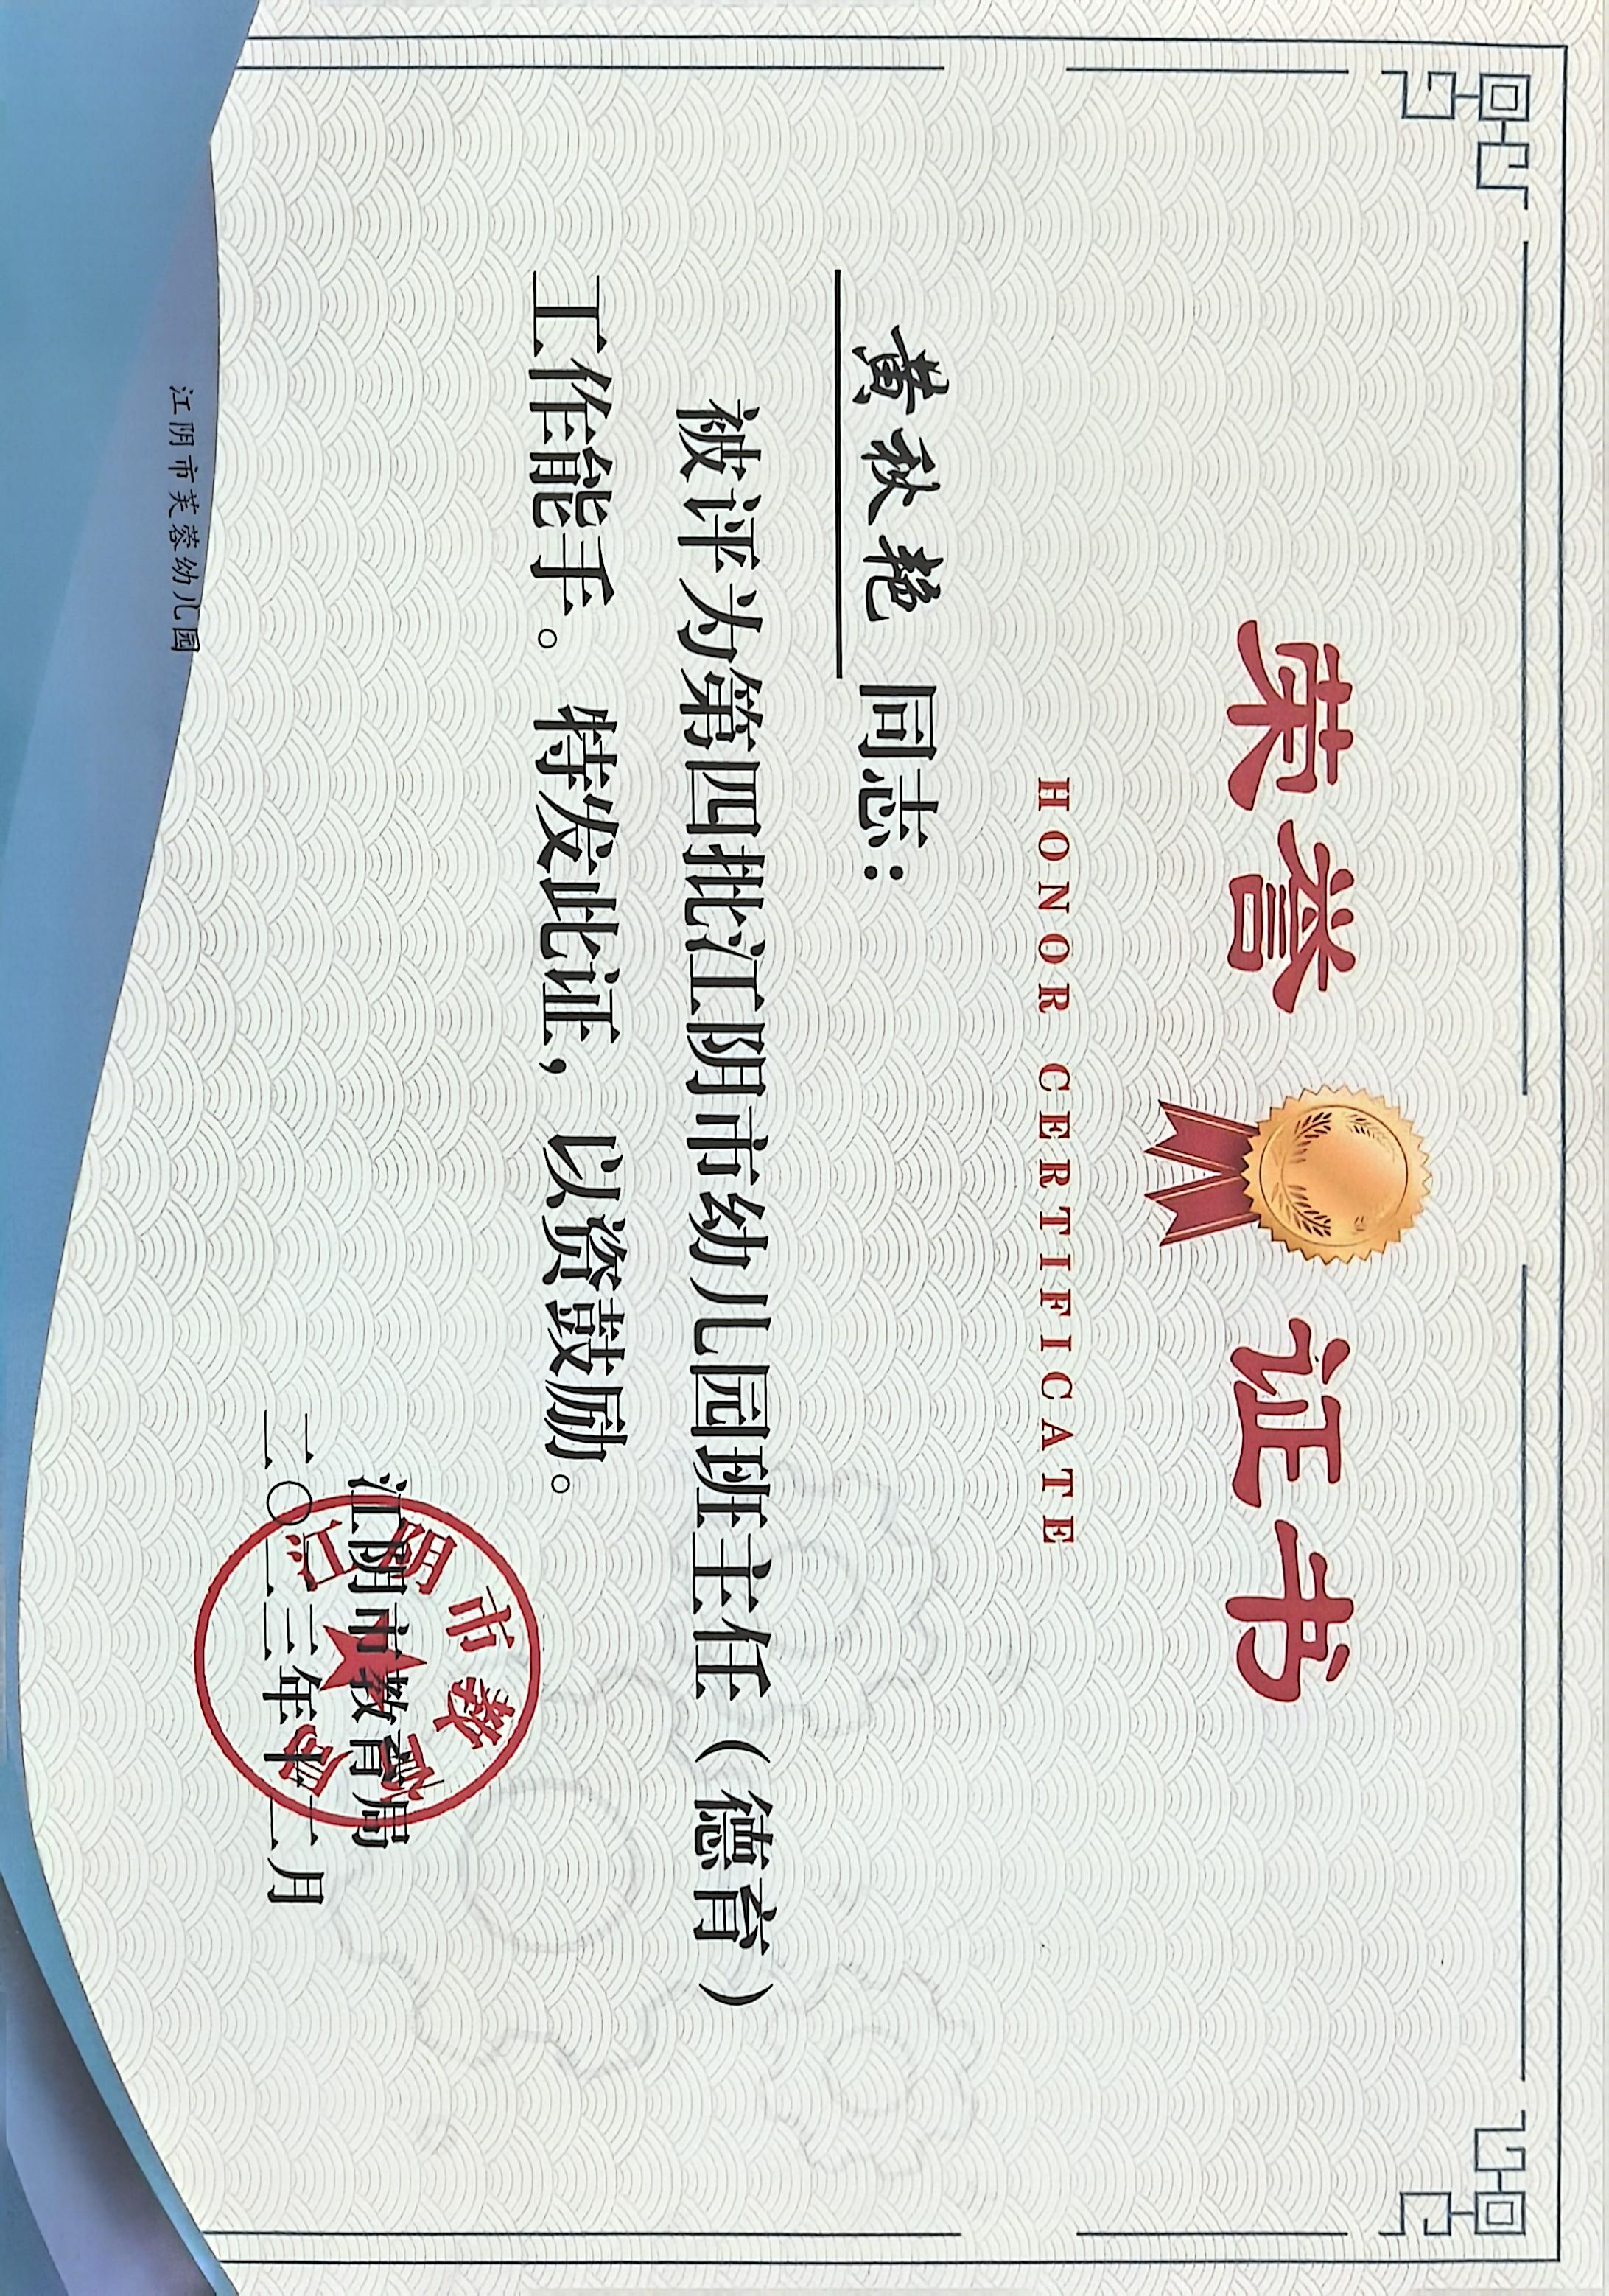 荣誉证书
HONOR CERTIFICATE
黄秋艳 同志：
被评为第四批江阴市幼儿园班主任（德育）
工作能手。特发此证，以资鼓励。
江阴市教育局
江阴市教育局
二〇二三年十二月
江阴市芙蓉幼儿园